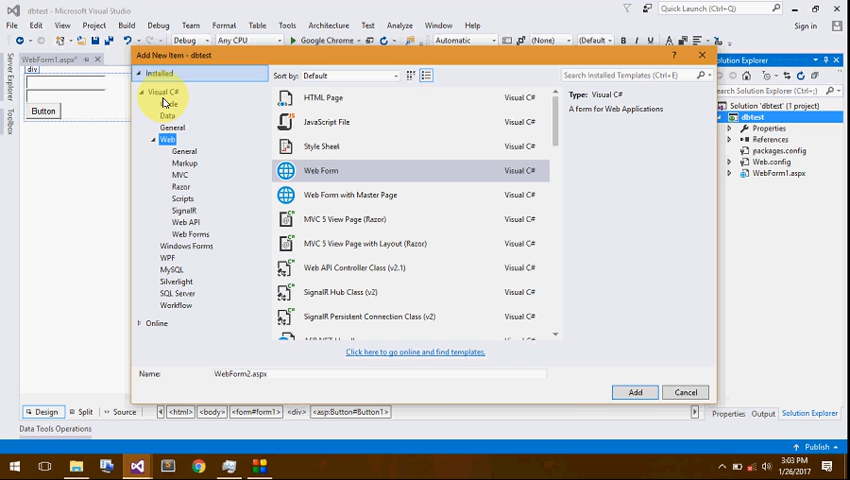 dbtest - Microsoft Visual Studio
Quick Launch (Ctrl+Q)
File Edit View Project Build Debug Team Format Table Tools Architecture Test Analyze Window Help
Sign in
Debug Any CPU Google Chrome Automatic (None) (Default)
WebForm1.aspx*
Server Explorer
Toolbox
div
Button
Add New Item - dbtest
Installed
Visual C#
Data
General
Web
General
Markup
MVC
Razor
Scripts
SignalR
Web API
Web Forms
Windows Forms
WPF
MySQL
Silverlight
SQL Server
Workflow
Online
Sort by: Default
Search Installed Templates (Ctrl+E)
HTML Page Visual C#
JavaScript File Visual C#
Style Sheet Visual C#
Web Form Visual C#
Web Form with Master Page Visual C#
MVC 5 View Page (Razor) Visual C#
MVC 5 View Page with Layout (Razor) Visual C#
Web API Controller Class (v2.1) Visual C#
SignalR Hub Class (v2) Visual C#
SignalR Persistent Connection Class (v2) Visual C#
Click here to go online and find templates.
Type: Visual C#
A form for Web Applications
Name: WebForm2.aspx
Add Cancel
Solution Explorer
Search Solution Explorer
Solution 'dbtest' (1 project)
dbtest
Properties
References
packages.config
Web.config
WebForm1.aspx
Design Split Source <html> <body> <form#form1> <div> <asp:Button#Button1>
Properties Output Solution Explorer
Data Tools Operations
Publish
3:03 PM
1/26/2017